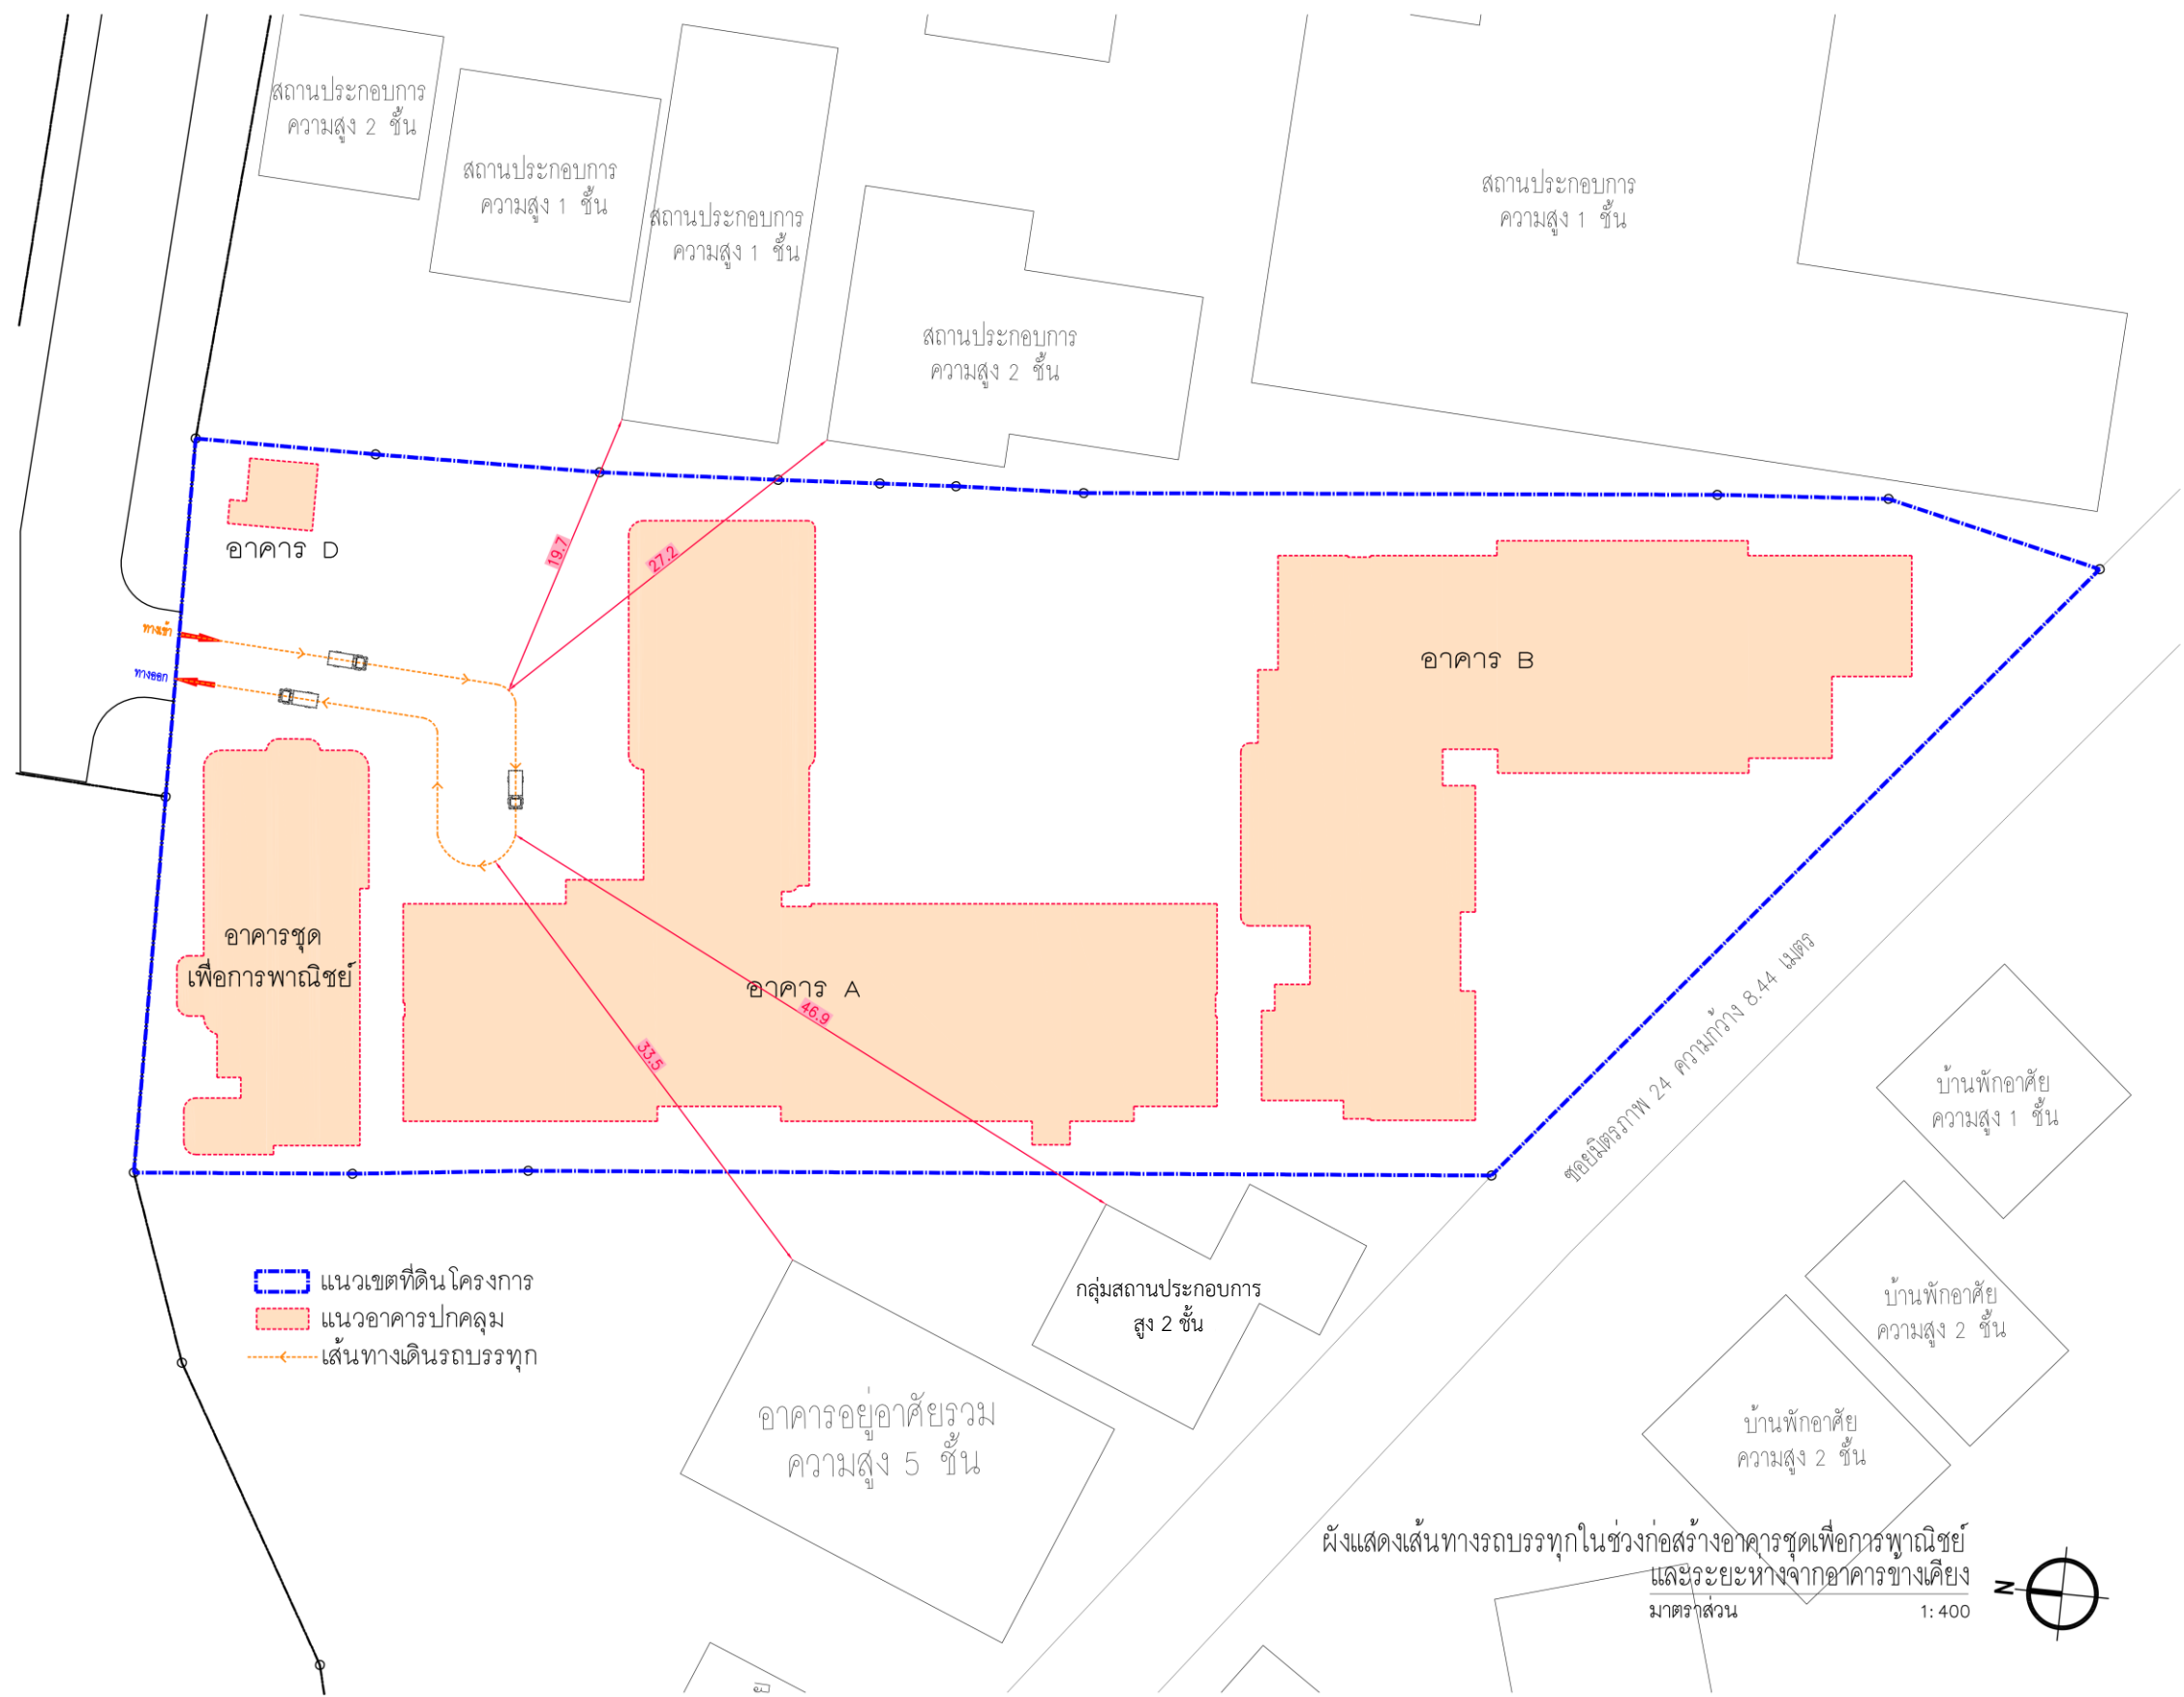 สถานประกอบการ
ความสูง 2 ชั้น
สถานประกอบการ
ความสูง 1 ชั้น
สถานประกอบการ
ความสูง 1 ชั้น
สถานประกอบการ
ความสูง 2 ชั้น
สถานประกอบการ
ความสูง 1 ชั้น
อาคาร D
19.7
27.2
ทางเข้า
ทางออก
อาคาร B
อาคารชุด
เพื่อการพาณิชย์
อาคาร A
46.9
33.5
ซอยมิตรภาพ 24 ความกว้าง 8.44 เมตร
บ้านพักอาศัย
ความสูง 1 ชั้น
บ้านพักอาศัย
ความสูง 2 ชั้น
บ้านพักอาศัย
ความสูง 2 ชั้น
กลุ่มสถานประกอบการ
สูง 2 ชั้น
อาคารอยู่อาศัยรวม
ความสูง 5 ชั้น
แนวเขตที่ดินโครงการ
แนวอาคารปกคลุม
เส้นทางเดินรถบรรทุก
ผังแสดงเส้นทางรถบรรทุกในช่วงก่อสร้างอาคารชุดเพื่อการพาณิชย์
และระยะห่างจากอาคารข้างเคียง
มาตราส่วน 1:400
N